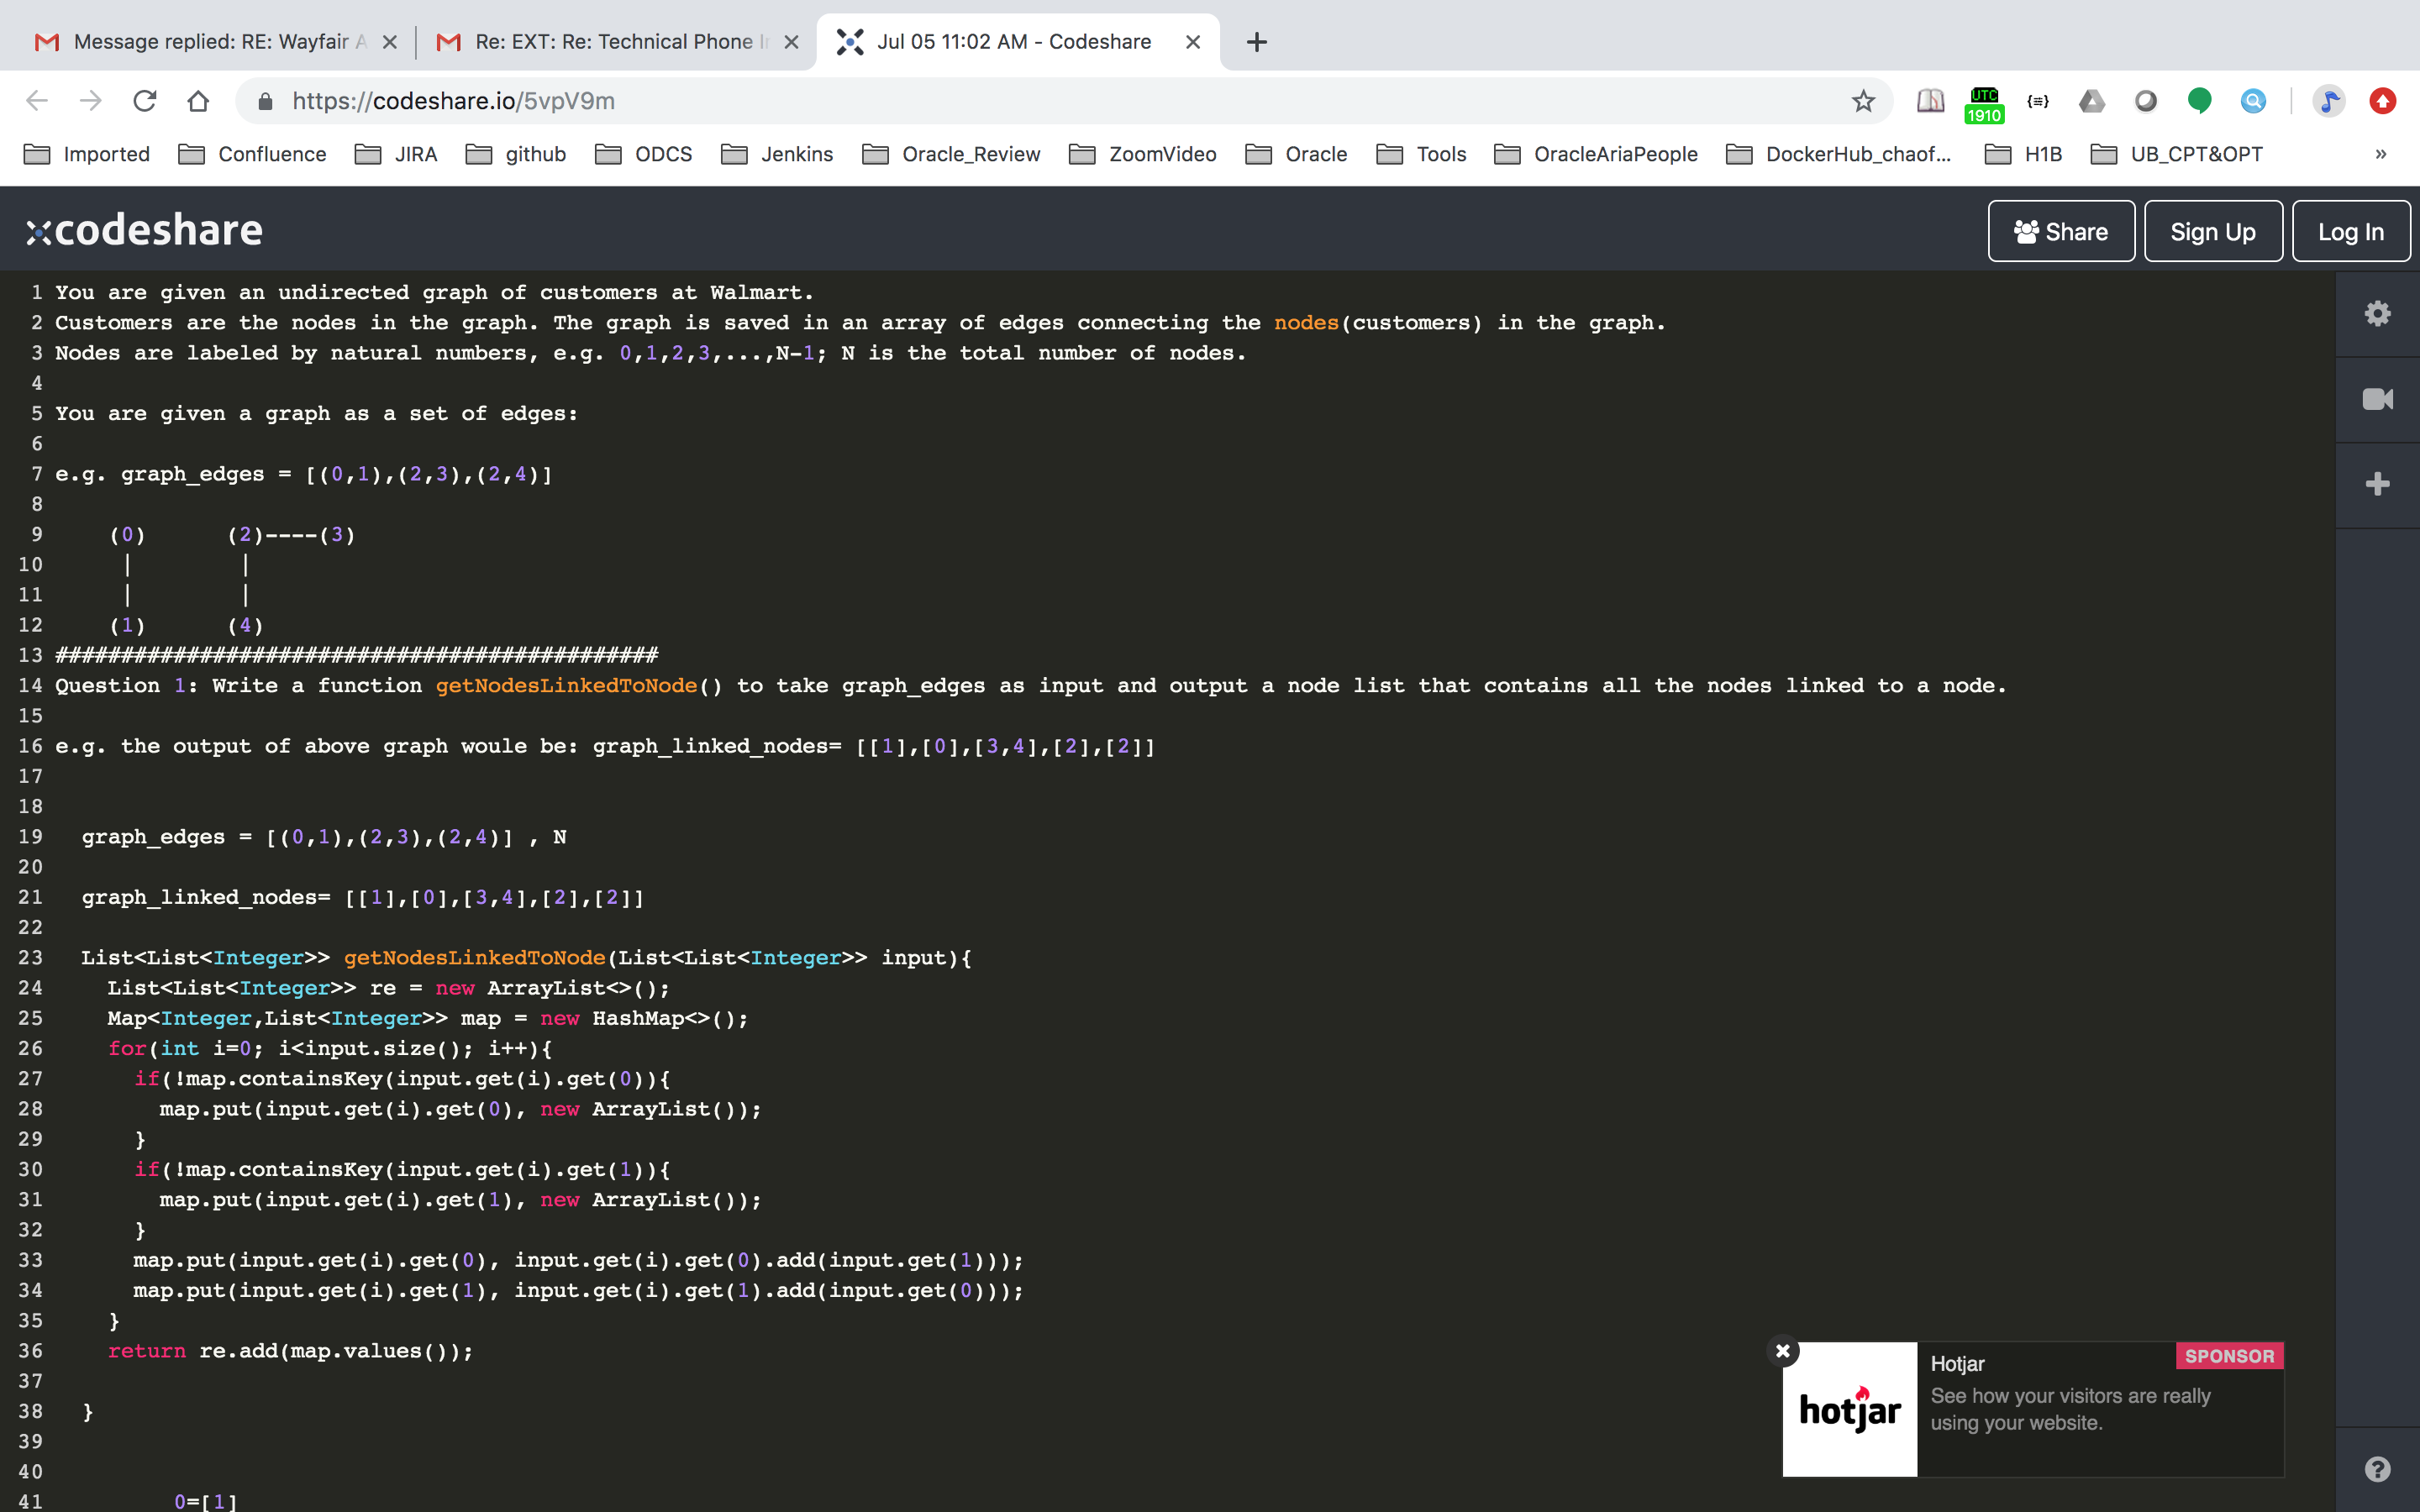 Message replied: RE: Wayfair A
Re: EXT: Re: Technical Phone In
Jul 05 11:02 AM - Codeshare
https://codeshare.io/5vpV9m
UTC
1910
Imported
Confluence
JIRA
github
ODCS
Jenkins
Oracle_Review
ZoomVideo
Oracle
Tools
OracleAriaPeople
DockerHub_chaof...
H1B
UB_CPT&OPT
»
codeshare
Share
Sign Up
Log In
1 You are given an undirected graph of customers at Walmart.
2 Customers are the nodes in the graph. The graph is saved in an array of edges connecting the nodes(customers) in the graph.
3 Nodes are labeled by natural numbers, e.g. 0,1,2,3,...,N-1; N is the total number of nodes.
4
5 You are given a graph as a set of edges:
6
7 e.g. graph_edges = [(0,1),(2,3),(2,4)]
8
9 (0) (2)----(3)
10 | |
11 | |
12 (1) (4)
13 ##############################################
14 Question 1: Write a function getNodesLinkedToNode() to take graph_edges as input and output a node list that contains all the nodes linked to a node.
15
16 e.g. the output of above graph woule be: graph_linked_nodes= [[1],[0],[3,4],[2],[2]]
17
18
19 graph_edges = [(0,1),(2,3),(2,4)] , N
20
21 graph_linked_nodes= [[1],[0],[3,4],[2],[2]]
22
23 List<List<Integer>> getNodesLinkedToNode(List<List<Integer>> input){
24 List<List<Integer>> re = new ArrayList<>();
25 Map<Integer,List<Integer>> map = new HashMap<>();
26 for(int i=0; i<input.size(); i++){
27 if(!map.containsKey(input.get(i).get(0)){
28 map.put(input.get(i).get(0), new ArrayList());
29 }
30 if(!map.containsKey(input.get(i).get(1)){
31 map.put(input.get(i).get(1), new ArrayList());
32 }
33 map.put(input.get(i).get(0), input.get(i).get(0).add(input.get(1)));
34 map.put(input.get(i).get(1), input.get(i).get(1).add(input.get(0)));
35 }
36 return re.add(map.values());
37
38 }
39
40
41 0=[1]
hotjar
Hotjar
SPONSOR
See how your visitors are really
using your website.